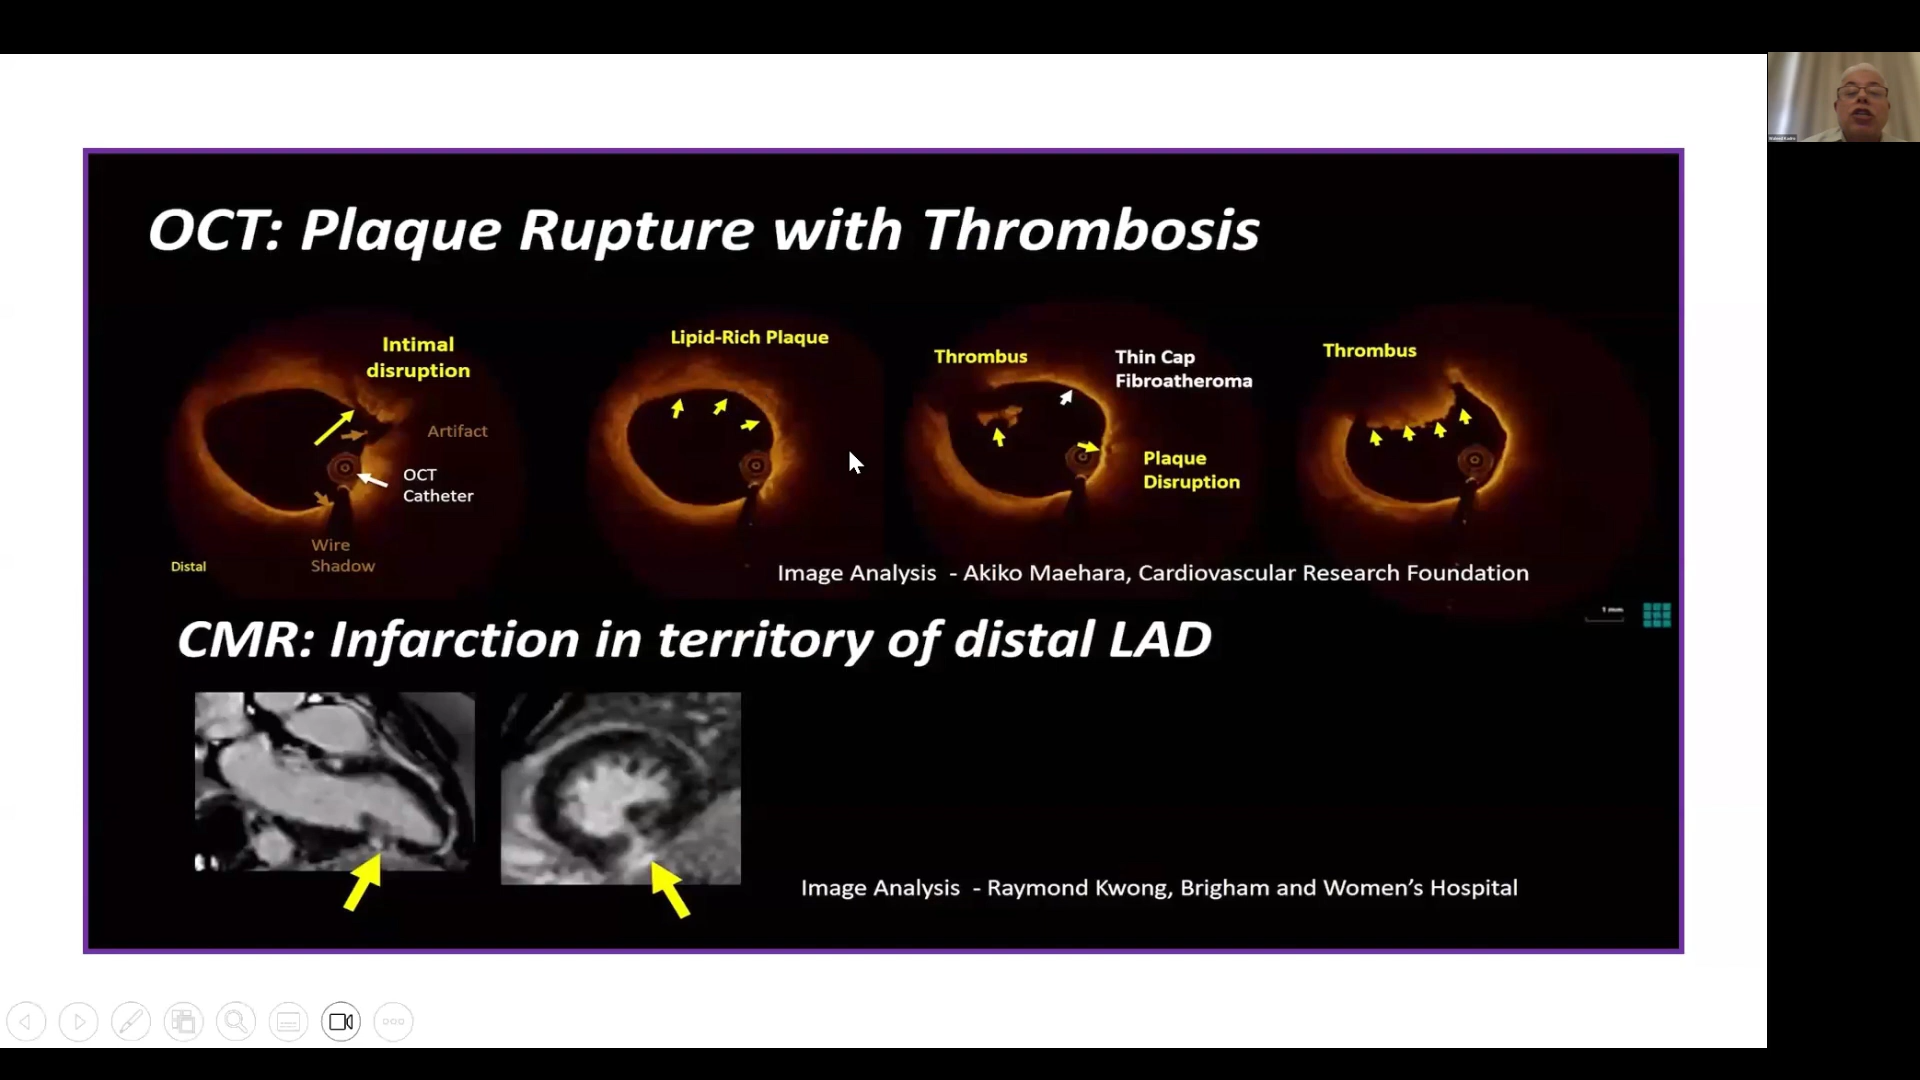 OCT: Plaque Rupture with Thrombosis
Intimal
disruption
Artifact
OCT
Catheter
Wire
Shadow
Distal
Lipid-Rich Plaque
Thrombus
Thin Cap
Fibroatheroma
Plaque
Disruption
Thrombus
Image Analysis - Akiko Maehara, Cardiovascular Research Foundation
1 mm
CMR: Infarction in territory of distal LAD
Image Analysis - Raymond Kwong, Brigham and Women’s Hospital